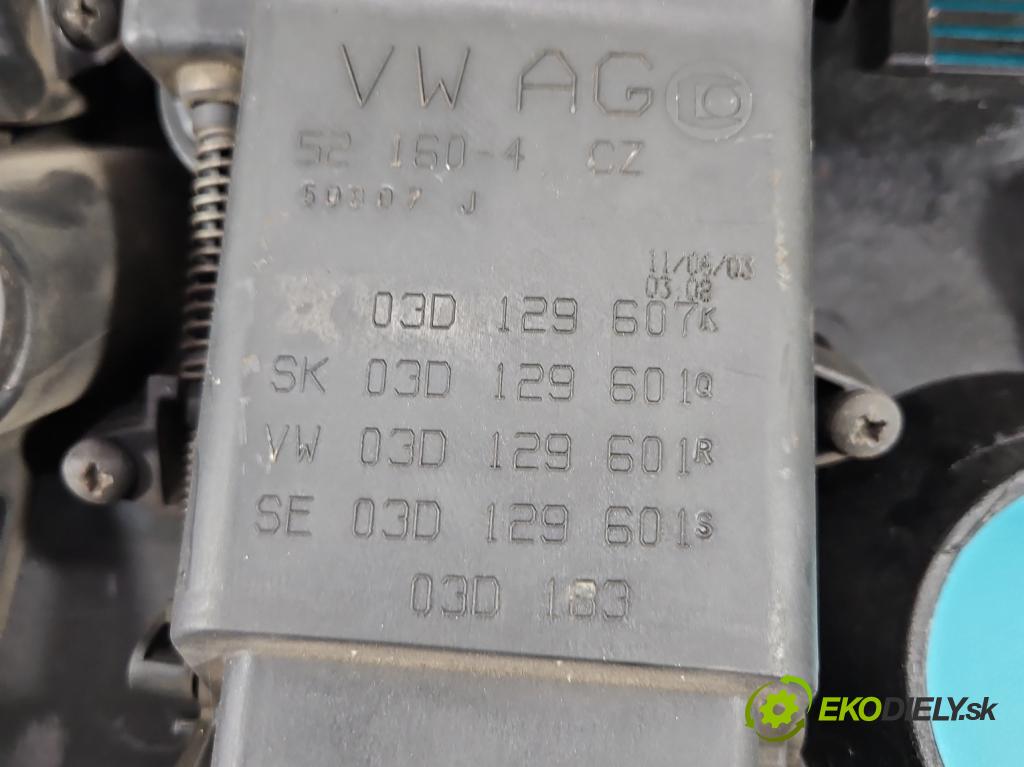 VW AG
52 160-4 CZ
50307 J
11/06/03
03.08
03D 129 607K
SK 03D 129 601Q
VW 03D 129 601R
SE 03D 129 601S
03D 183
EKODIELY.sk